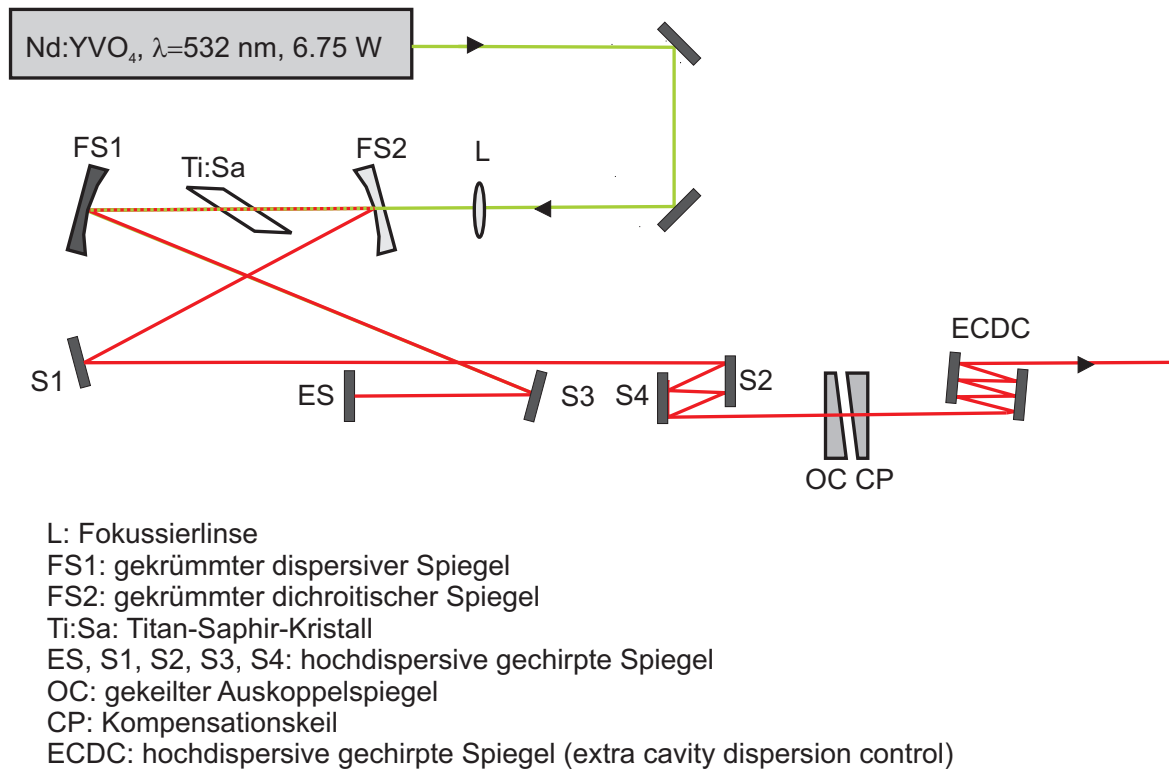 Nd:YVO₄, λ=532 nm, 6.75 W
FS1
Ti:Sa
FS2
L
S1
ES
S3
S4
S2
OC CP
ECDC
L: Fokussierlinse
FS1: gekrümmter dispersiver Spiegel
FS2: gekrümmter dichroitischer Spiegel
Ti:Sa: Titan-Saphir-Kristall
ES, S1, S2, S3, S4: hochdispersive gechirpte Spiegel
OC: gekeilter Auskoppelspiegel
CP: Kompensationskeil
ECDC: hochdispersive gechirpte Spiegel (extra cavity dispersion control)